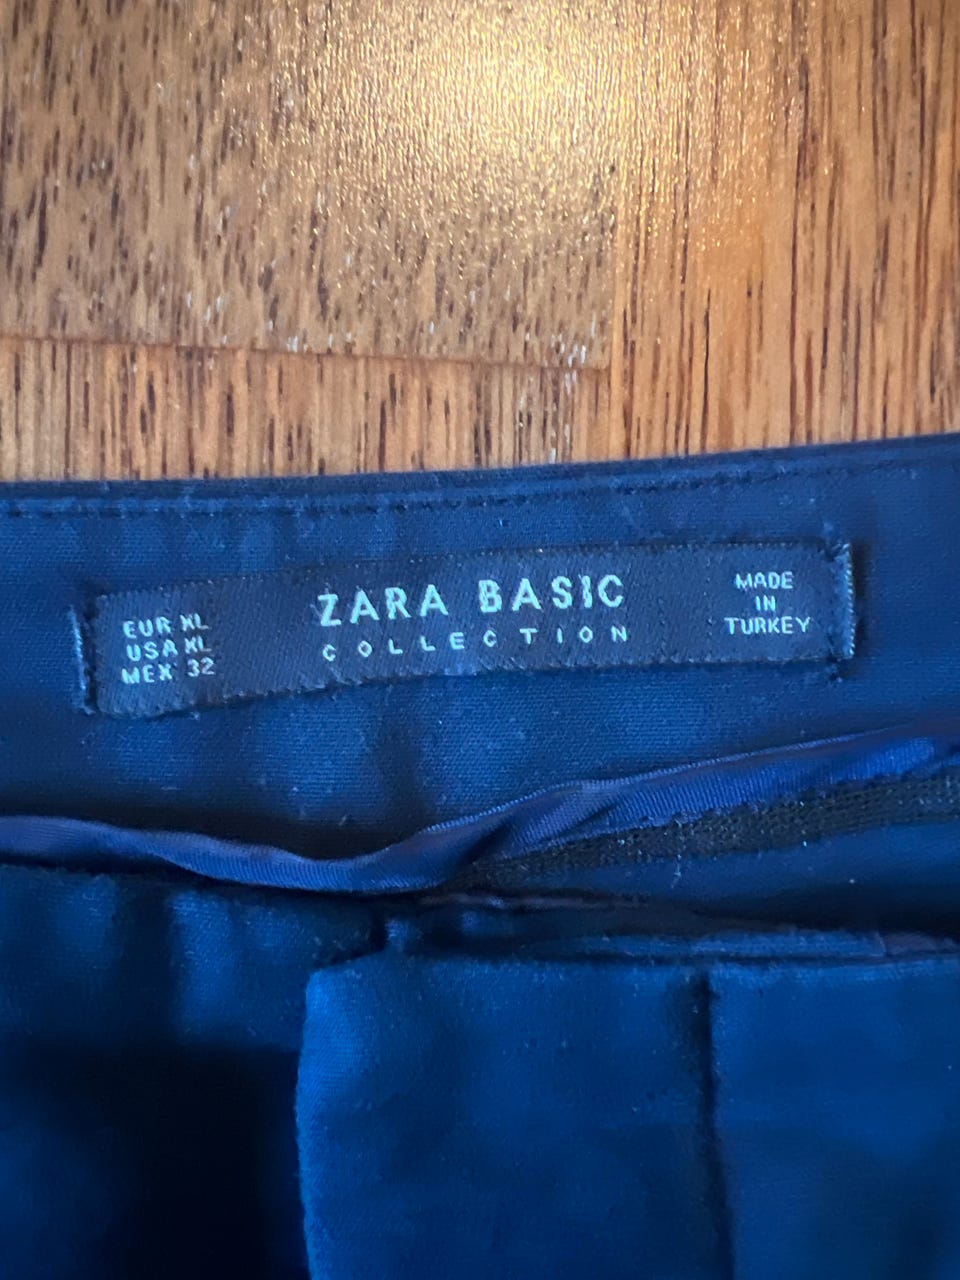 EUR XL
USA XL
MEX 32
ZARA BASIC
COLLECTION
MADE
IN
TURKEY